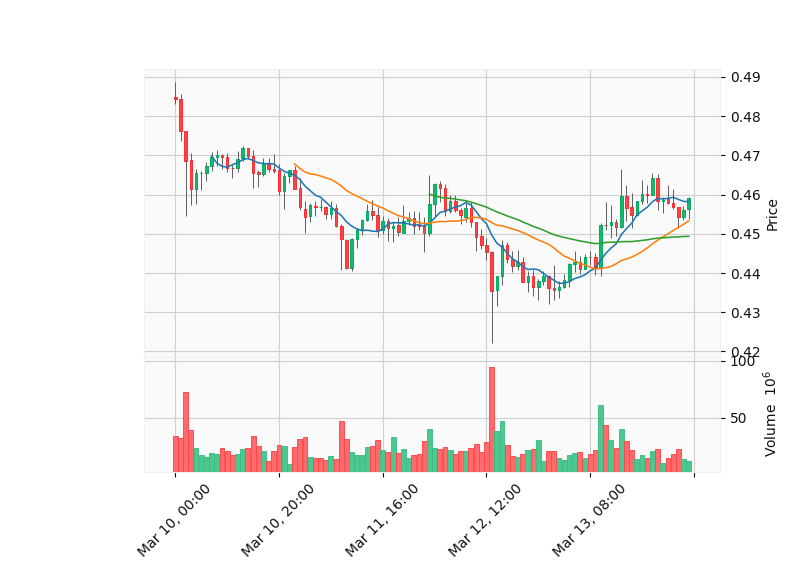 0.49
0.48
0.47
0.46
0.45
0.44
0.43
0.42
Price
100
50
Volume 10⁶
Mar 10, 00:00
Mar 10, 20:00
Mar 11, 16:00
Mar 12, 12:00
Mar 13, 08:00